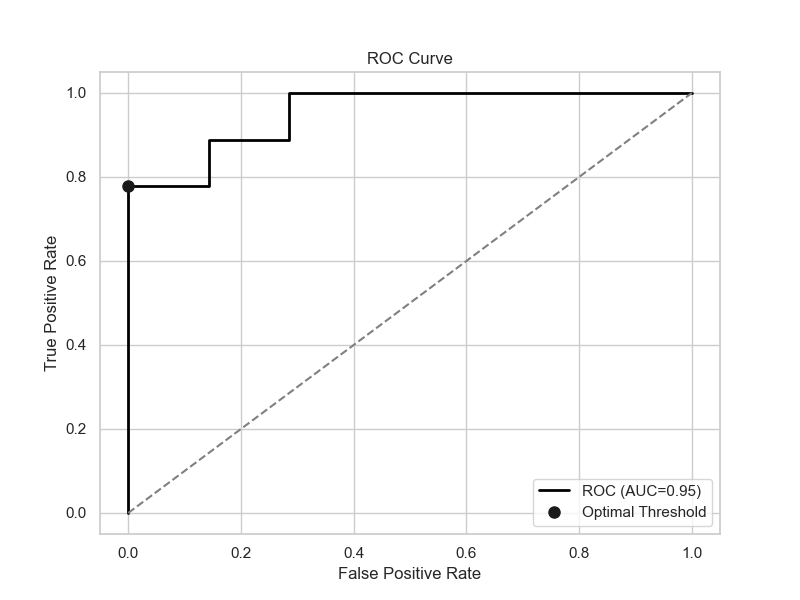 ROC Curve
1.0
0.8
0.6
0.4
0.2
0.0
True Positive Rate
0.0 0.2 0.4 0.6 0.8 1.0
False Positive Rate
ROC (AUC=0.95)
Optimal Threshold